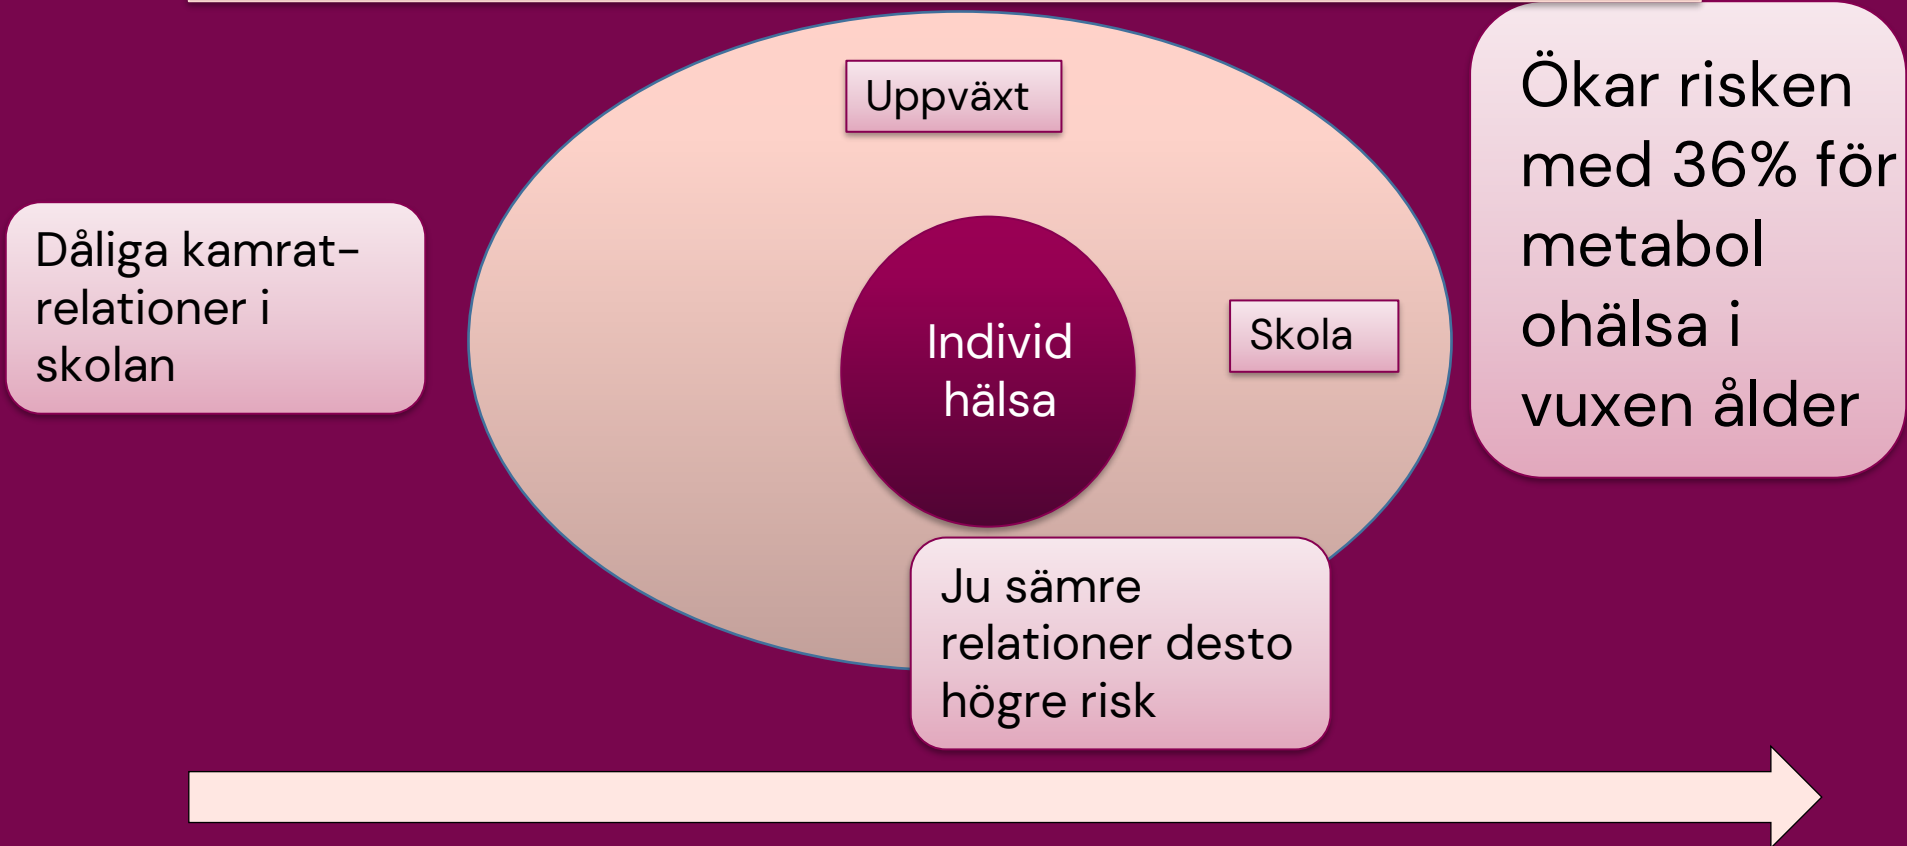 Uppväxt
Dåliga kamrat-
relationer i
skolan
Individ
hälsa
Skola
Ökar risken
med 36% för
metabol
ohälsa i
vuxen ålder
Ju sämre
relationer desto
högre risk